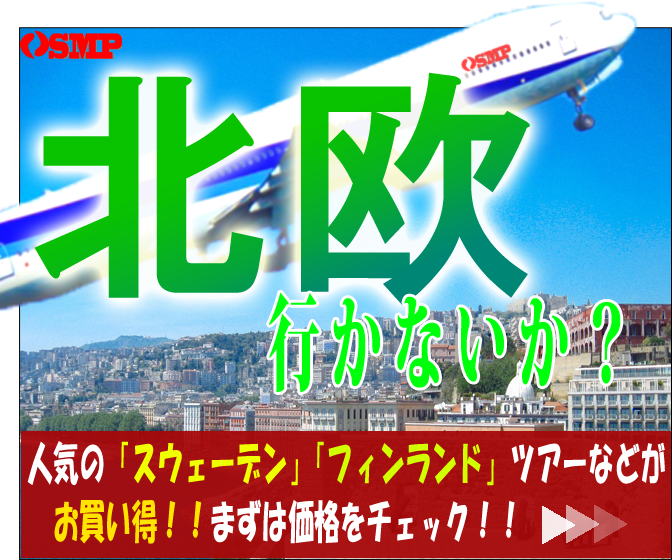 SMP
SMP
北欧
行かないか？
人気の「スウェーデン」「フィンランド」ツアーなどが
お買い得！！まずは価格をチェック！！